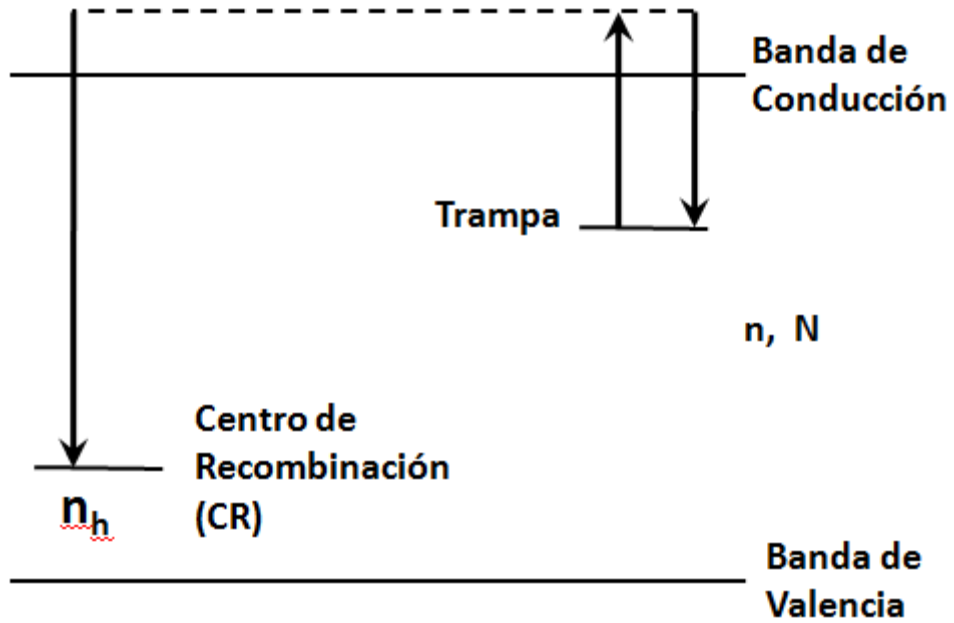 Banda de
Conducción
Trampa
n, N
Centro de
Recombinación
(CR)
nh
Banda de
Valencia